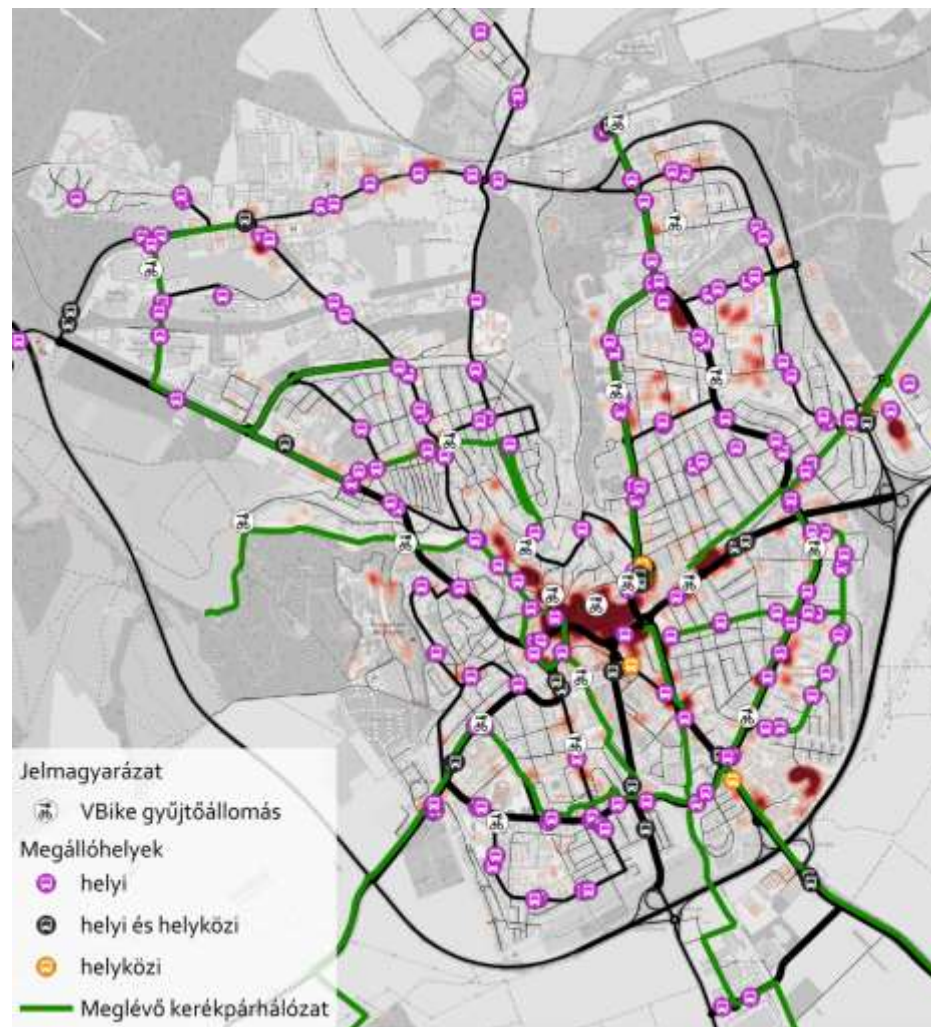 Jelmagyarázat
VBike gyűjtőállomás
Megállóhelyek
helyi
helyi és helyközi
helyközi
Meglévő kerékpárhálózat